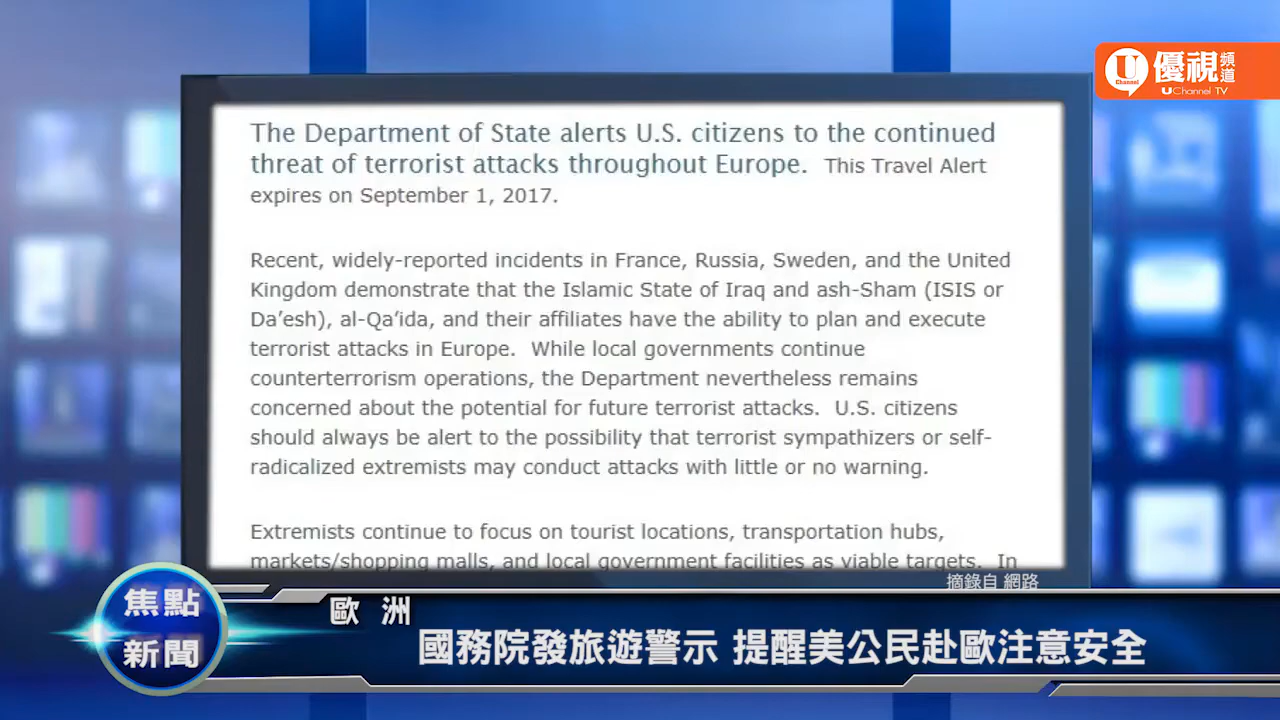 優視頻道
U Channel
UChannel TV
The Department of State alerts U.S. citizens to the continued
threat of terrorist attacks throughout Europe. This Travel Alert
expires on September 1, 2017.
Recent, widely-reported incidents in France, Russia, Sweden, and the United
Kingdom demonstrate that the Islamic State of Iraq and ash-Sham (ISIS or
Da’esh), al-Qa’ida, and their affiliates have the ability to plan and execute
terrorist attacks in Europe. While local governments continue
counterterrorism operations, the Department nevertheless remains
concerned about the potential for future terrorist attacks. U.S. citizens
should always be alert to the possibility that terrorist sympathizers or self-
radicalized extremists may conduct attacks with little or no warning.
Extremists continue to focus on tourist locations, transportation hubs,
markets/shopping malls, and local government facilities as viable targets. In
摘錄自 網路
焦點
新聞
歐 洲
國務院發旅遊警示 提醒美公民赴歐注意安全